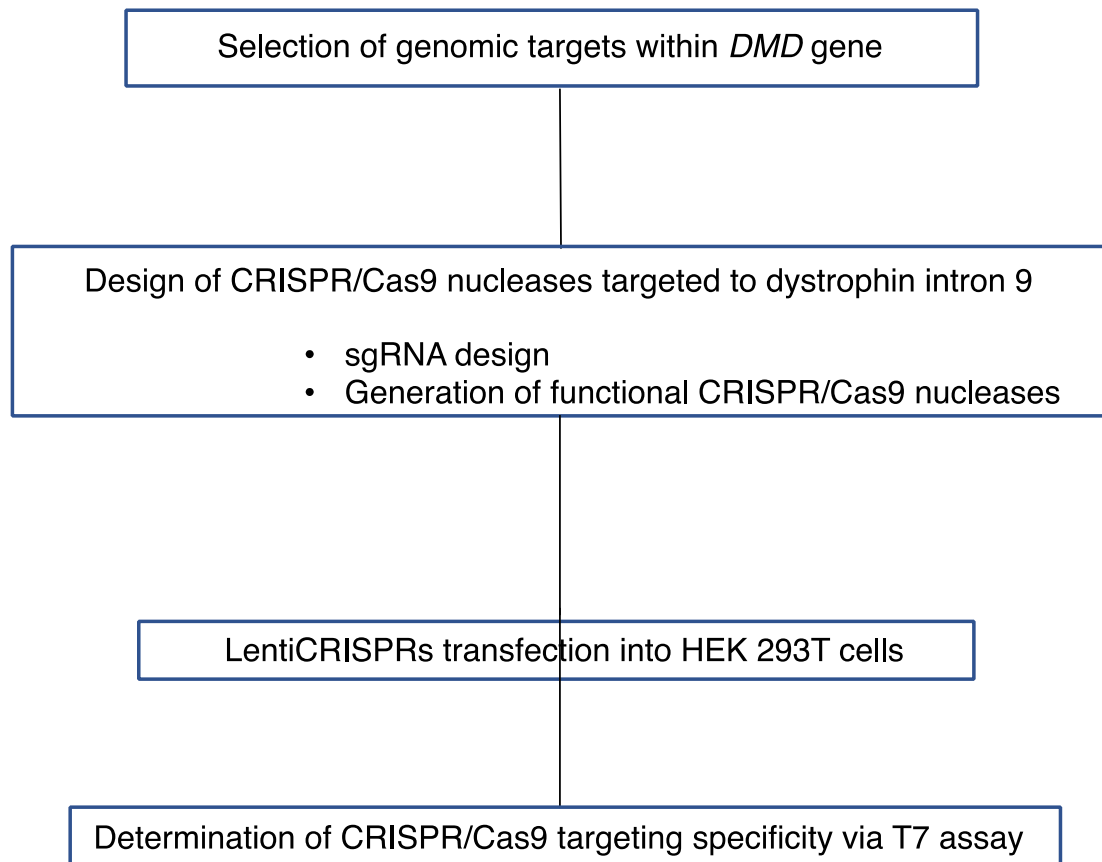 Selection of genomic targets within DMD gene
Design of CRISPR/Cas9 nucleases targeted to dystrophin intron 9
• sgRNA design
• Generation of functional CRISPR/Cas9 nucleases
LentiCRISPRs transfection into HEK 293T cells
Determination of CRISPR/Cas9 targeting specificity via T7 assay